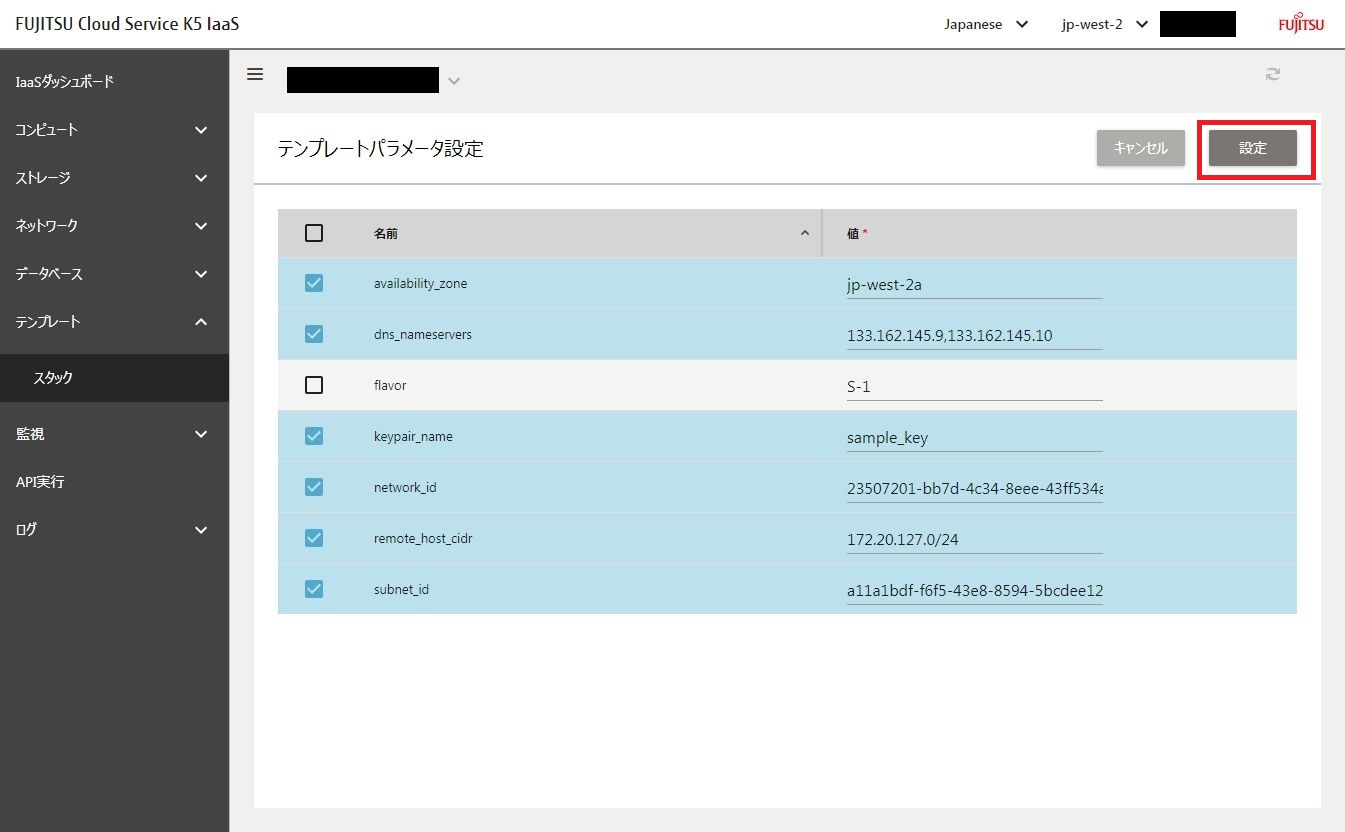 FUJITSU Cloud Service K5 IaaS
Japanese
jp-west-2
FUJITSU
IaaSダッシュボード
コンピュート
ストレージ
ネットワーク
データベース
テンプレート
スタック
監視
API実行
ログ
テンプレートパラメータ設定
キャンセル
設定
名前
値 *
availability_zone
jp-west-2a
dns_nameservers
133.162.145.9,133.162.145.10
flavor
S-1
keypair_name
sample_key
network_id
23507201-bb7d-4c34-8eee-43ff534a
remote_host_cidr
172.20.127.0/24
subnet_id
a11a1bdf-f6f5-43e8-8594-5bcdee12